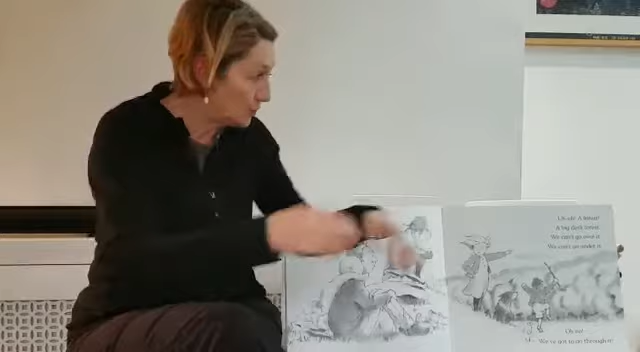 Uh-uh! A forest!
A big dark forest.
We can't go over it.
We can't go under it.
Oh no!
We've got to go through it!